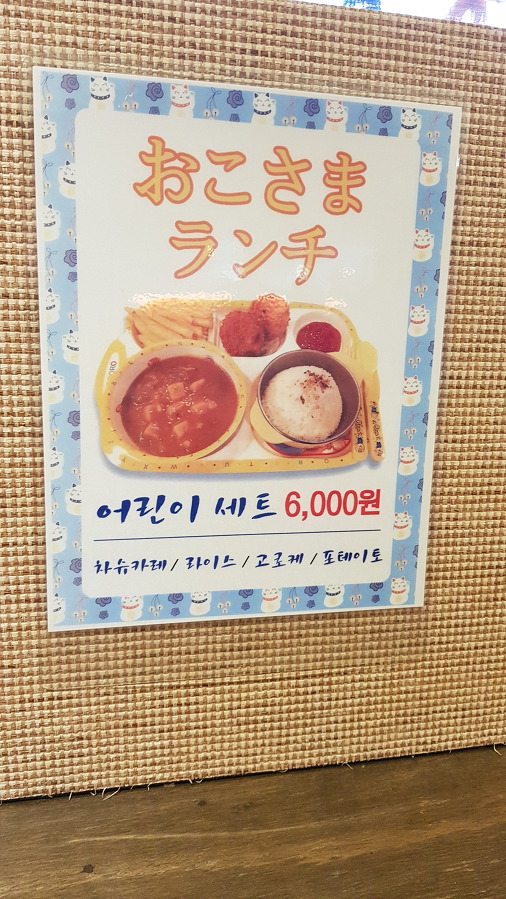 おこさま
ランチ
어린이 세트 6,000원
차슈카레 / 라이스 / 고로케 / 포테이토